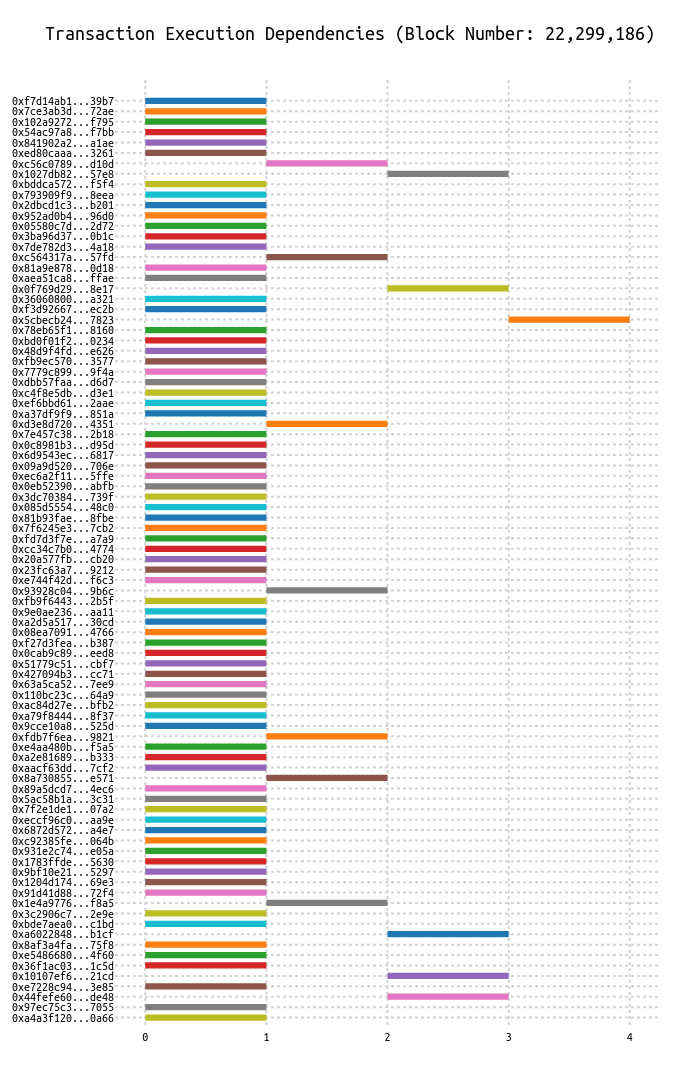 Transaction Execution Dependencies (Block Number: 22,299,186)
0xf7d14ab1...39b7
0x7ce3ab3d...72ae
0x102a9272...f795
0x54ac97a8...f7bb
0x841902a2...a1ae
0xed80caaa...3261
0xc56c0789...d10d
0x1027db82...57e8
0xbddca572...f5f4
0x793909f9...8eea
0x2dbcd1c3...b201
0x952ad0b4...96d0
0x05580c7d...2d72
0x3ba96d37...0b1c
0x7de782d3...4a18
0xc564317a...57fd
0x81a9e878...0d18
0xaea51ca8...ffae
0x0f769d29...8e17
0x36060800...a321
0xf3d92667...ec2b
0x5cbecb24...7823
0x78eb65f1...8160
0xbd0f01f2...0234
0x48d9f4fd...e626
0xfb9ec570...3577
0x7779c899...9f4a
0xdbb57faa...d6d7
0xc4f8e5db...d3e1
0xef6bbd61...2aae
0xa37df9f9...851a
0xd3e8d720...4351
0x7e457c38...2b18
0x0c8981b3...d95d
0x6d9543ec...6817
0x09a9d520...706e
0xec6a2f11...5ffe
0x0eb52390...abfb
0x3dc70384...739f
0x085d5554...48c0
0x81b93fae...8fbe
0x7f6245e3...7cb2
0xfd7d3f7e...a7a9
0xcc34c7b0...4774
0x20a577fb...cb20
0x23fc63a7...9212
0xe744f42d...f6c3
0x93928c04...9b6c
0xfb9f6443...2b5f
0x9e0ae236...aa11
0xa2d5a517...30cd
0x08ea7091...4766
0xf27d3fea...b387
0x0cab9c89...eed8
0x51779c51...cbf7
0x427094b3...cc71
0x63a5ca52...7ee9
0x110bc23c...64a9
0xac84d27e...bfb2
0xa79f8444...8f37
0x9cce10a8...525d
0xfdb7f6ea...9821
0xe4aa480b...f5a5
0xa2e81689...b333
0xaacf63dd...7cf2
0x8a730855...e571
0x89a5dcd7...4ec6
0x5ac58b1a...3c31
0x7f2e1de1...07a2
0xeccf96c0...aa9e
0x6872d572...a4e7
0xc92385fe...064b
0x931e2c74...e05a
0x1783ffde...5630
0x9bf10e21...5297
0x1204d174...69e3
0x91d41d88...72f4
0x1e4a9776...f8a5
0x3c2906c7...2e9e
0xbde7aea0...c1bd
0xa6022848...b1cf
0x8af3a4fa...75f8
0xe5486680...4f60
0x36f1ac03...1c5d
0x10107ef6...21cd
0xe7228c94...3e85
0x44fefe60...de48
0x97ec75c3...7055
0xa4a3f120...0a66
0 1 2 3 4